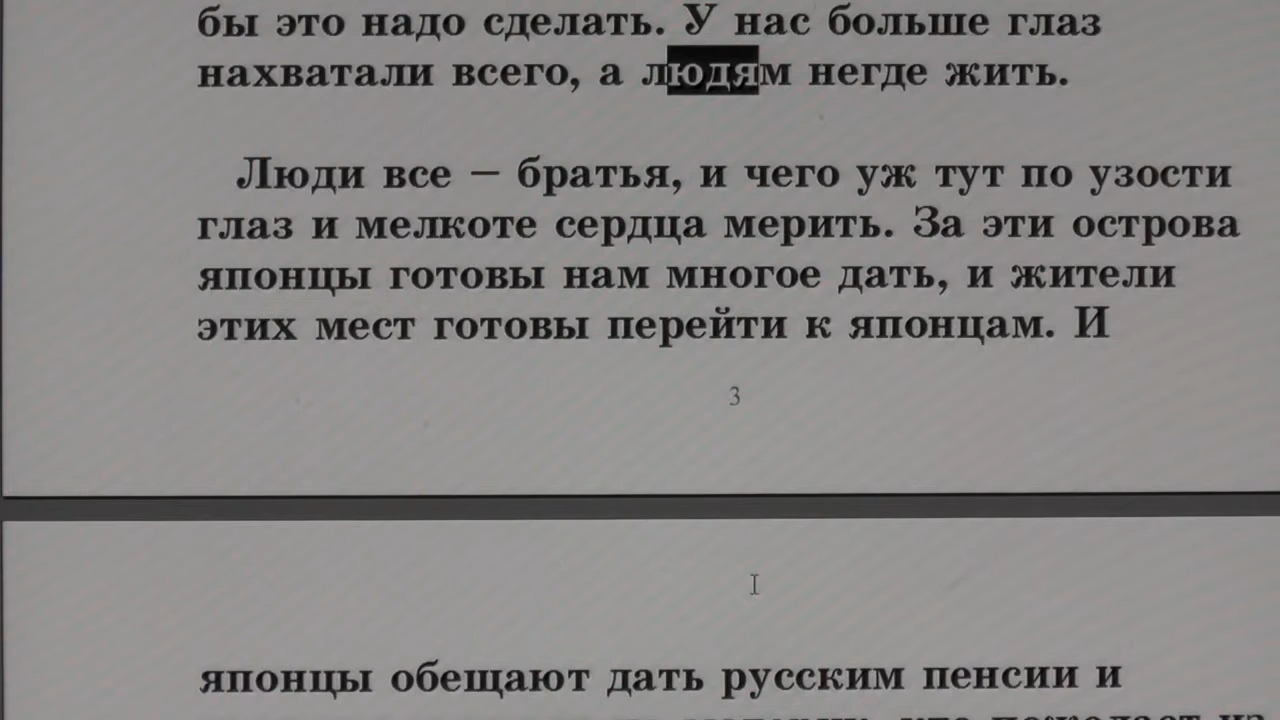 бы это надо сделать. У нас больше глаз
нахватали всего, а людям негде жить.
Люди все — братья, и чего уж тут по узости
глаз и мелкоте сердца мерить. За эти острова
японцы готовы нам многое дать, и жители
этих мест готовы перейти к японцам. И
3
японцы обещают дать русским пенсии и